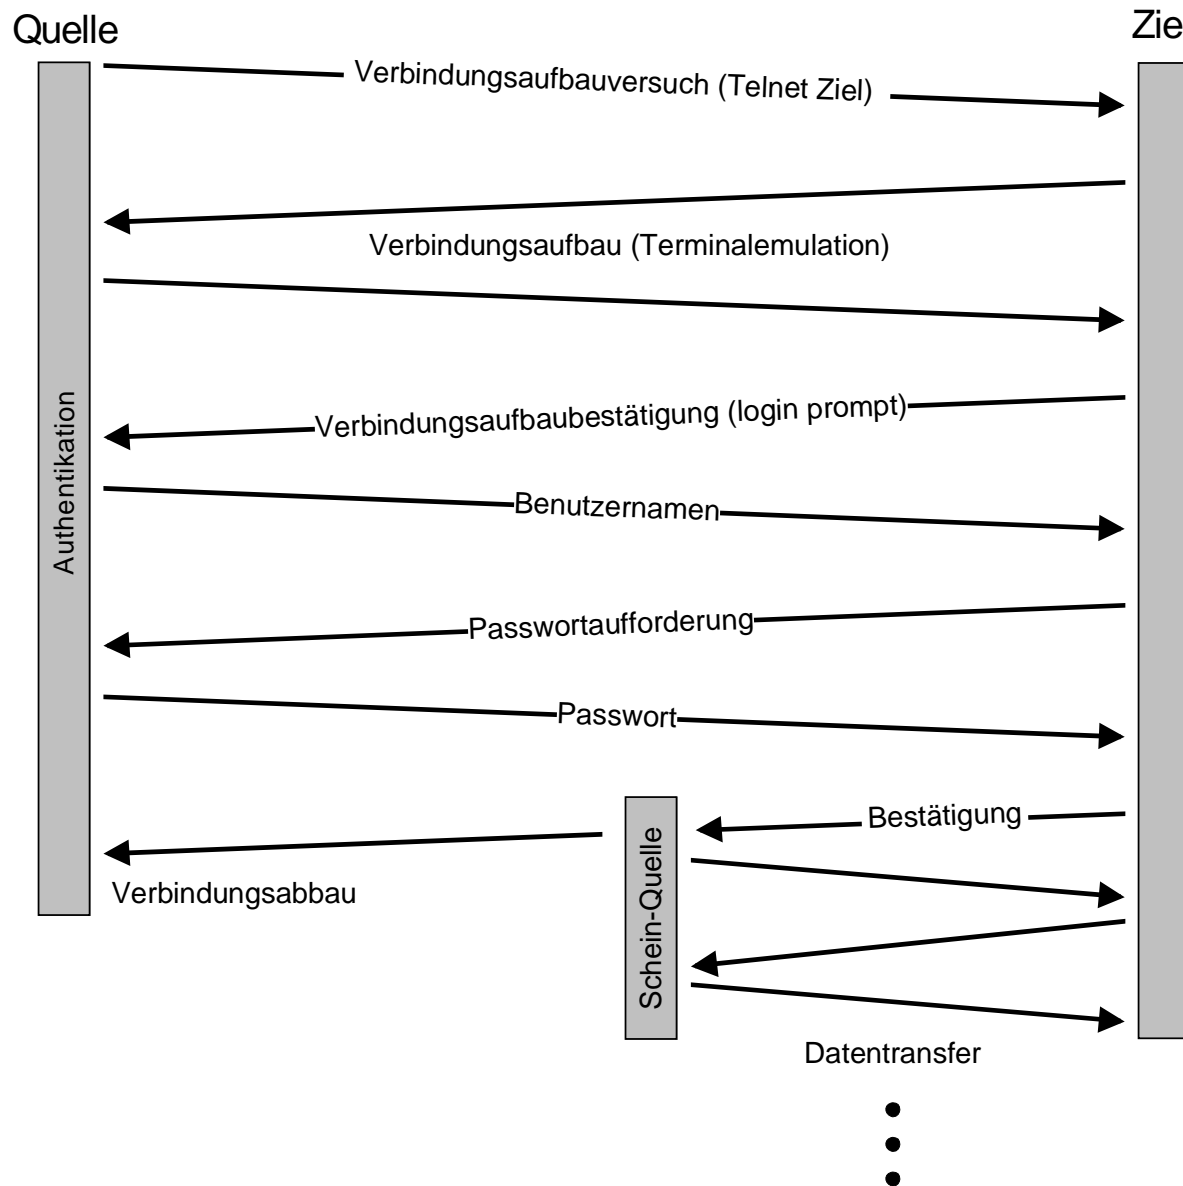 Quelle
Zie
Verbindungsaufbauversuch (Telnet Ziel)
Verbindungsaufbau (Terminalemulation)
Verbindungsaufbaubestätigung (login prompt)
Authentikation
Benutzernamen
Passwortaufforderung
Passwort
Bestätigung
Schein-Quelle
Verbindungsabbau
Datentransfer